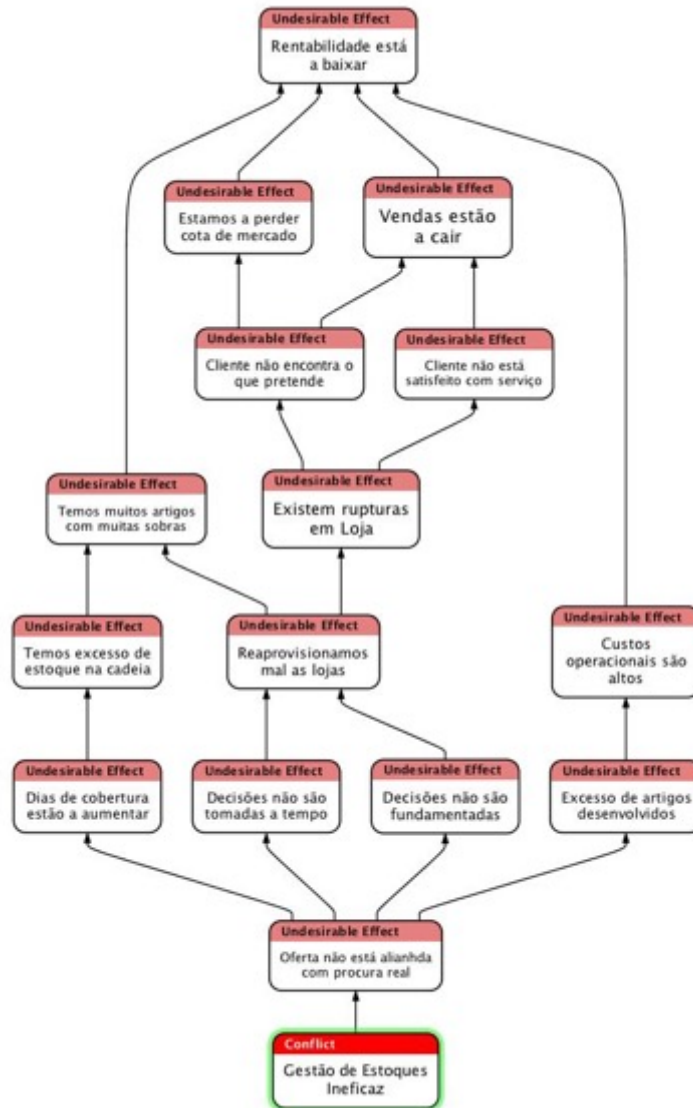 Undesirable Effect
Rentabilidade está
a baixar
Undesirable Effect
Estamos a perder
cota de mercado
Undesirable Effect
Vendas estão
a cair
Undesirable Effect
Cliente não encontra o
que pretende
Undesirable Effect
Cliente não está
satisfeito com serviço
Undesirable Effect
Temos muitos artigos
com muitas sobras
Undesirable Effect
Existem rupturas
em Loja
Undesirable Effect
Temos excesso de
estoque na cadeia
Undesirable Effect
Reaprovisionamos
mal as lojas
Undesirable Effect
Custos
operacionais são
altos
Undesirable Effect
Dias de cobertura
estão a aumentar
Undesirable Effect
Decisões não são
tomadas a tempo
Undesirable Effect
Decisões não são
fundamentadas
Undesirable Effect
Excesso de artigos
desenvolvidos
Undesirable Effect
Oferta não está alianhda
com procura real
Conflict
Gestão de Estoques
Ineficaz